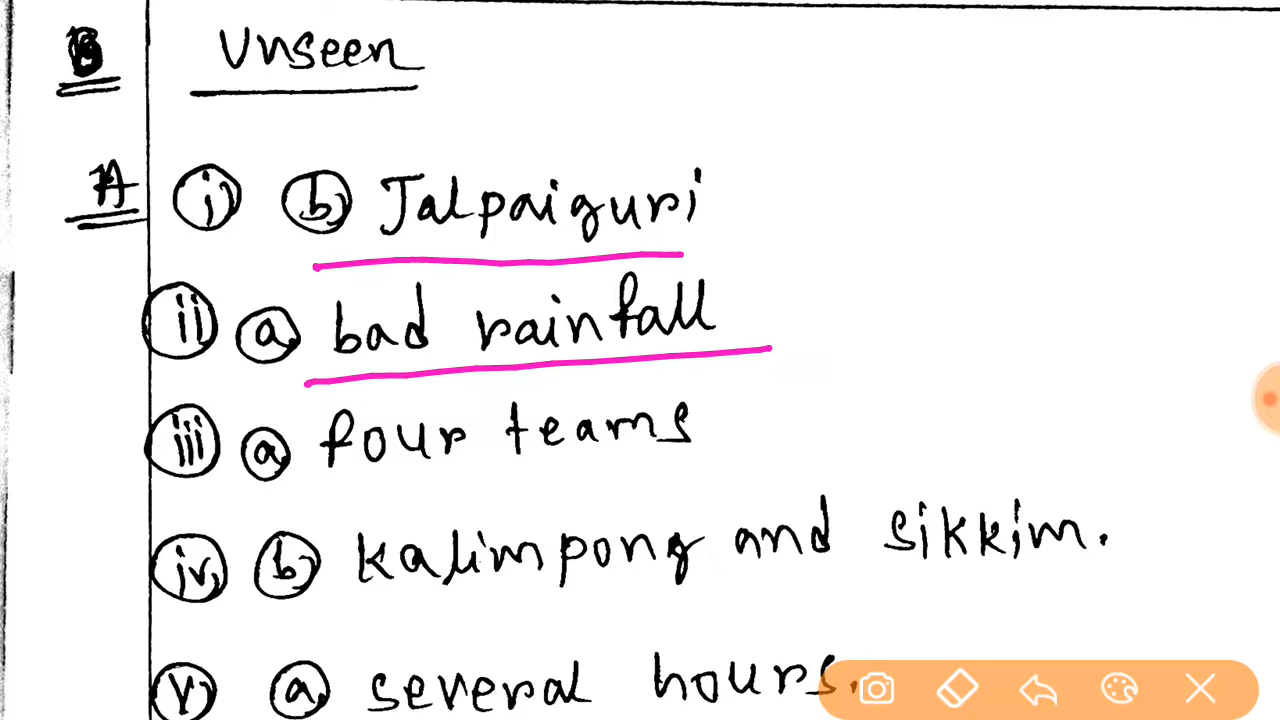 B Unseen
A i) b) Jalpaiguri
ii) a. bad rainfall
iii) a. four teams
iv) b) Kalimpong and Sikkim.
v) a) several hours.